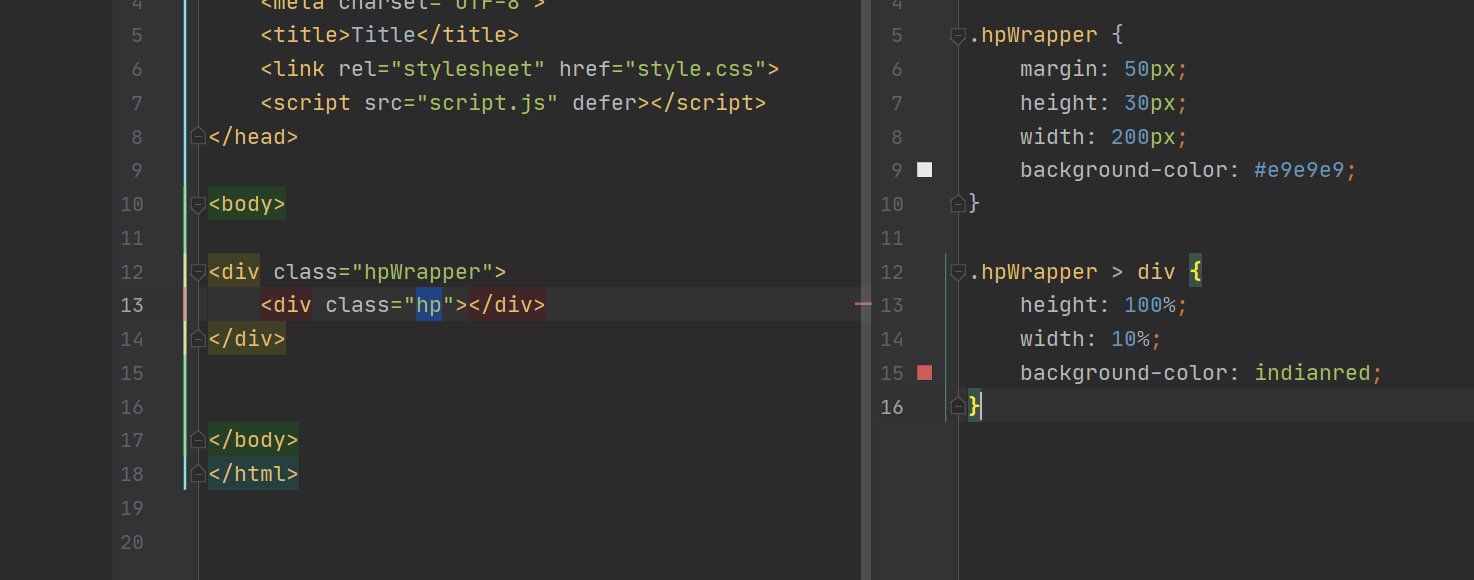 4 <meta charset="UTF-8">
5 <title>Title</title>
6 <link rel="stylesheet" href="style.css">
7 <script src="script.js" defer></script>
8 </head>
9
10 <body>
11
12 <div class="hpWrapper">
13 <div class="hp"></div>
14 </div>
15
16
17 </body>
18 </html>
19
20
4
5 .hpWrapper {
6 margin: 50px;
7 height: 30px;
8 width: 200px;
9 background-color: #e9e9e9;
10 }
11
12 .hpWrapper > div {
13 height: 100%;
14 width: 10%;
15 background-color: indianred;
16 }